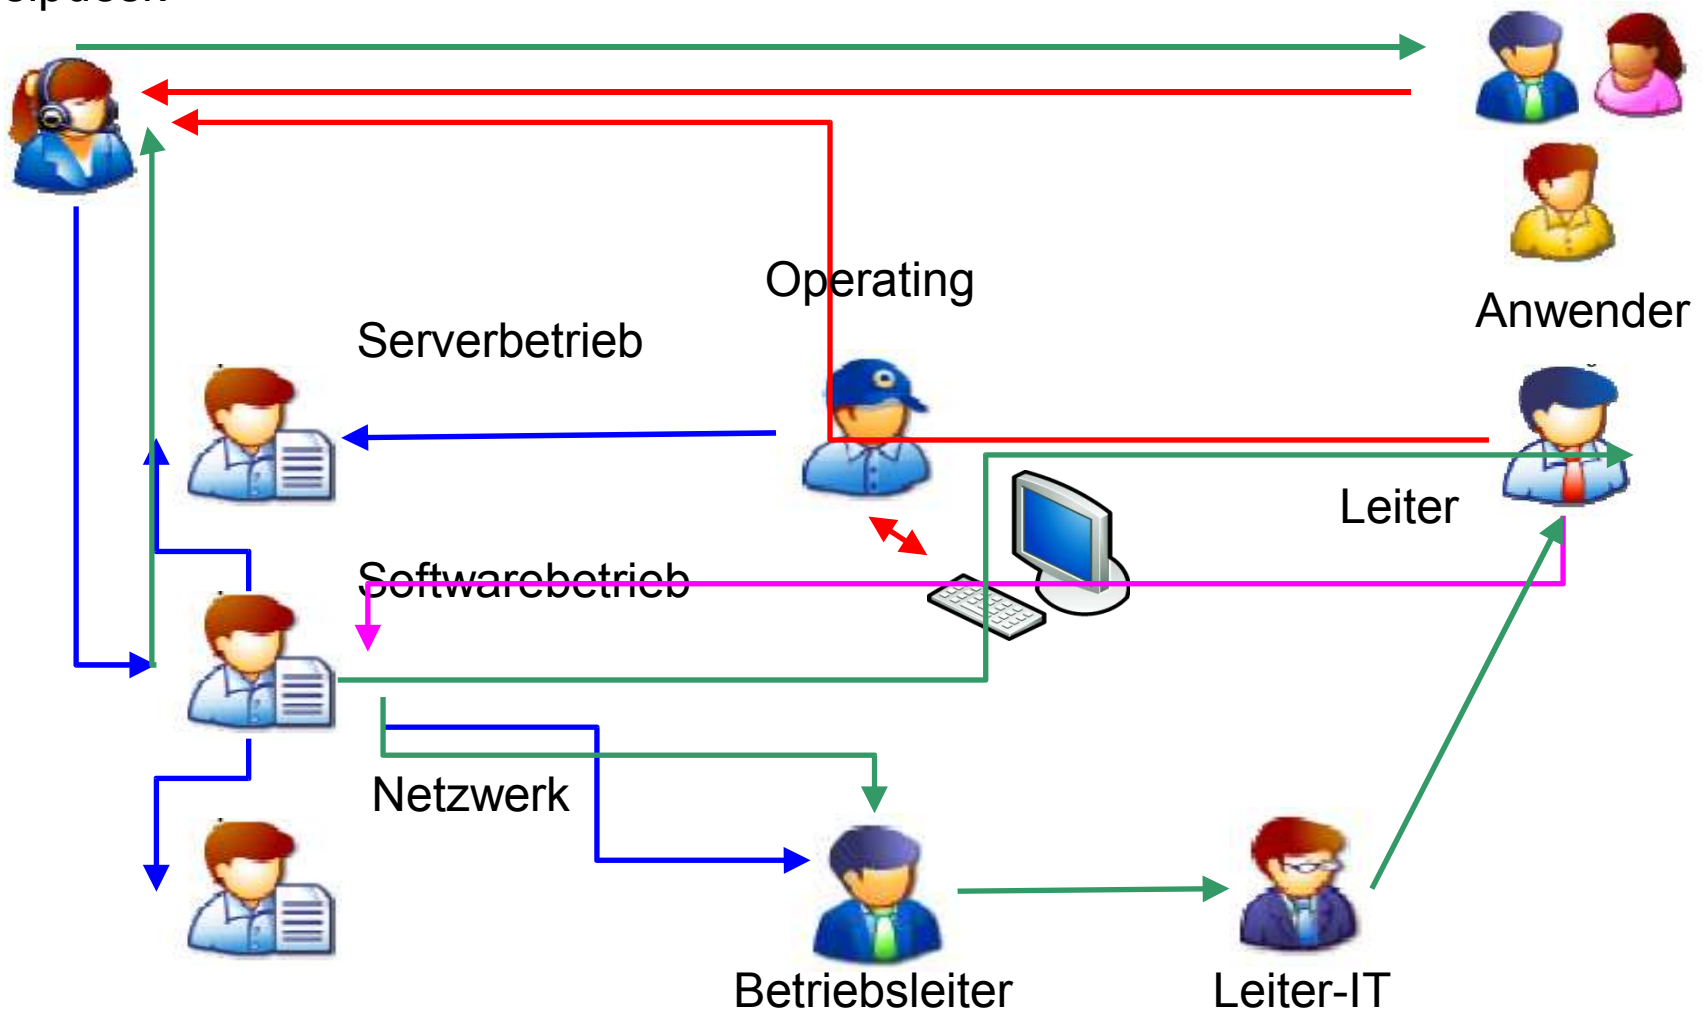 Operating
Anwender
Serverbetrieb
Leiter
Softwarebetrieb
Netzwerk
Betriebsleiter
Leiter-IT